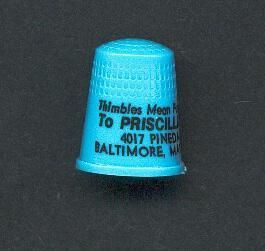 Thimbles Mean
To PRISCILL
4017 PINED
BALTIMORE, MA